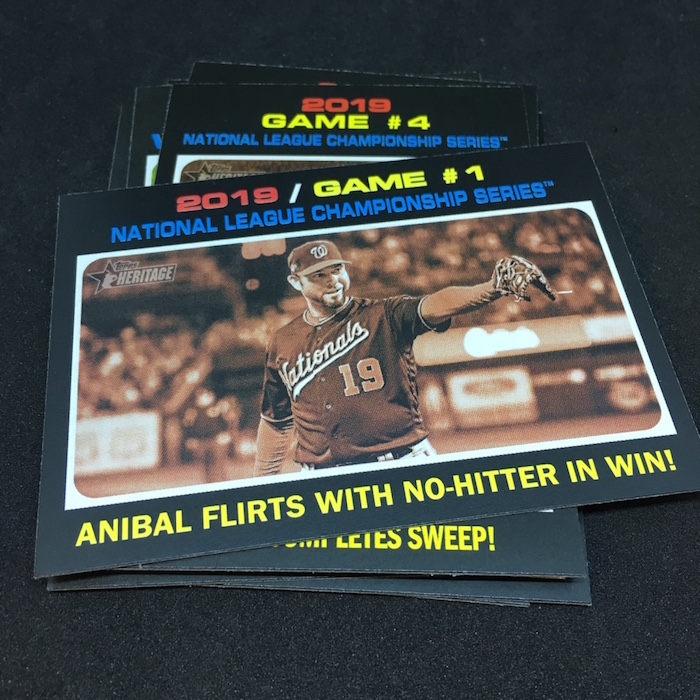 2019
GAME #4
NATIONAL LEAGUE CHAMPIONSHIP SERIES™
2019 / GAME #1
NATIONAL LEAGUE CHAMPIONSHIP SERIES™
Topps
HERITAGE
W
Nationals
19
ANIBAL FLIRTS WITH NO-HITTER IN WIN!
SWEEP!